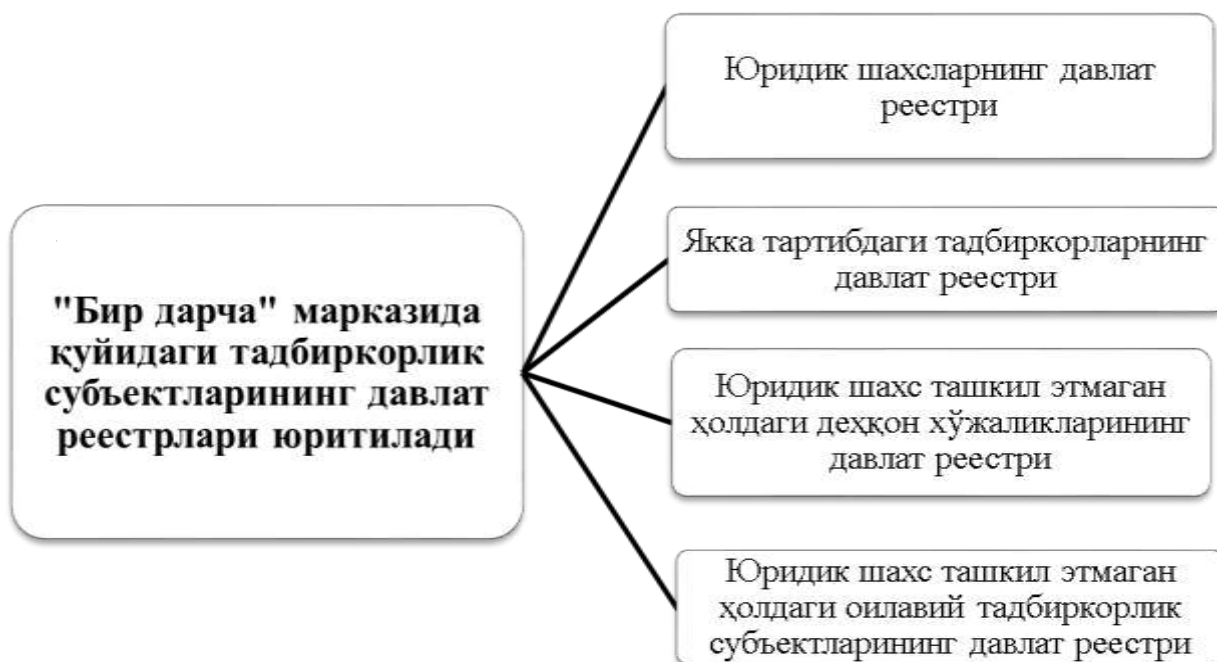 "Бир дарча" марказида
қуйидаги тадбиркорлик
субъектларининг давлат
реестрлари юритилади
Юридик шахсларнинг давлат
реестри
Якка тартибдаги тадбиркорларнинг
давлат реестри
Юридик шахс ташкил этмаган
ҳолдаги деҳқон хўжаликларининг
давлат реестри
Юридик шахс ташкил этмаган
ҳолдаги оилавий тадбиркорлик
субъектларининг давлат реестри